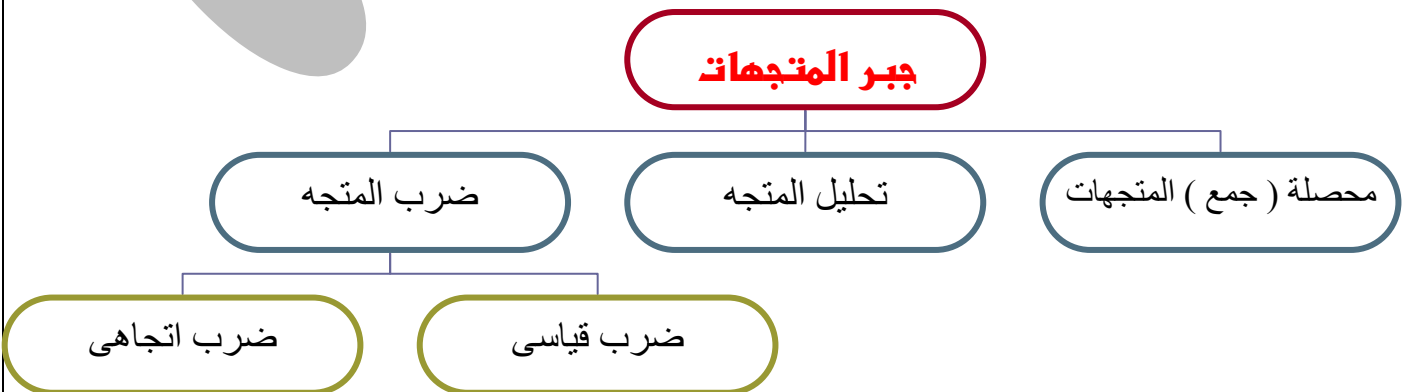 جبر المتجهات
محصلة ( جمع ) المتجهات
تحليل المتجه
ضرب المتجه
ضرب قياسى
ضرب اتجاهى